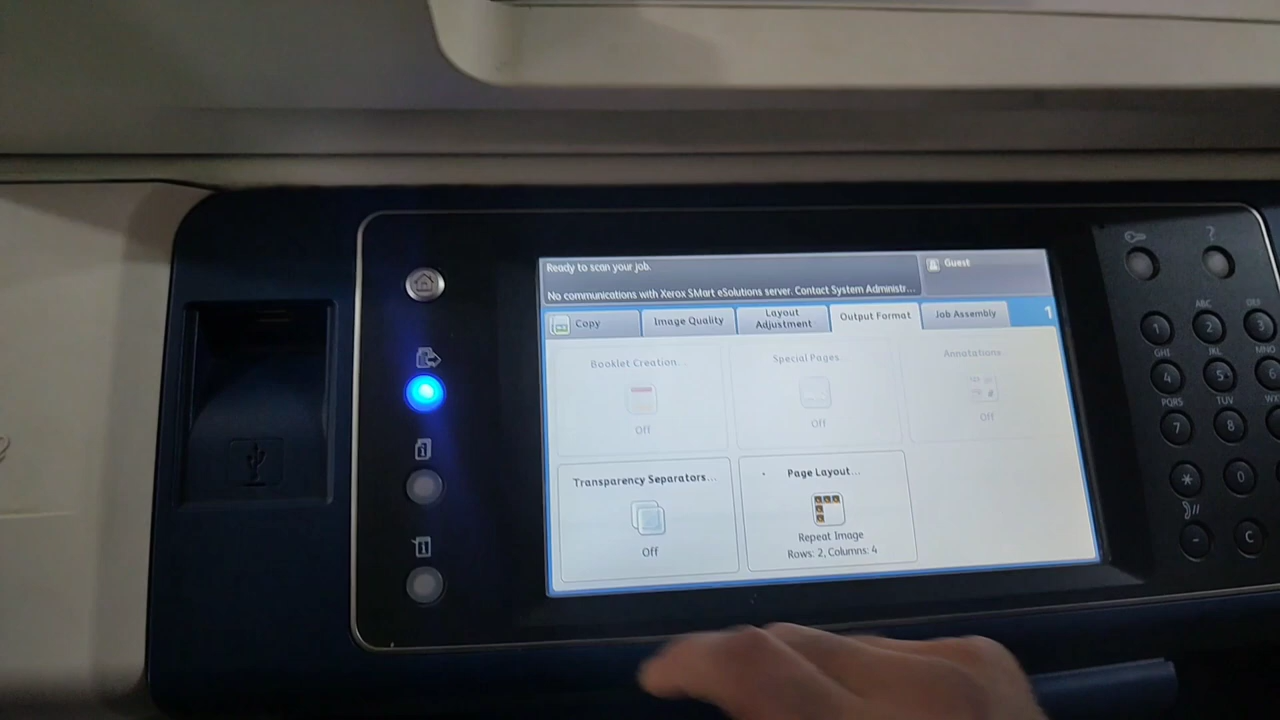 Ready to scan your job.
Guest
No communications with Xerox SMart eSolutions server. Contact System Administr...
Copy
Image Quality
Layout
Adjustment
Output Format
Job Assembly
1
Booklet Creation...
Special Pages...
Annotations...
Off
Off
Off
Transparency Separators...
Page Layout...
Off
Repeat Image
Rows: 2, Columns: 4
?
ABC
DEF
1
2
3
GHI
JKL
MNO
4
5
6
PQRS
TUV
7
8
*
0
-
C